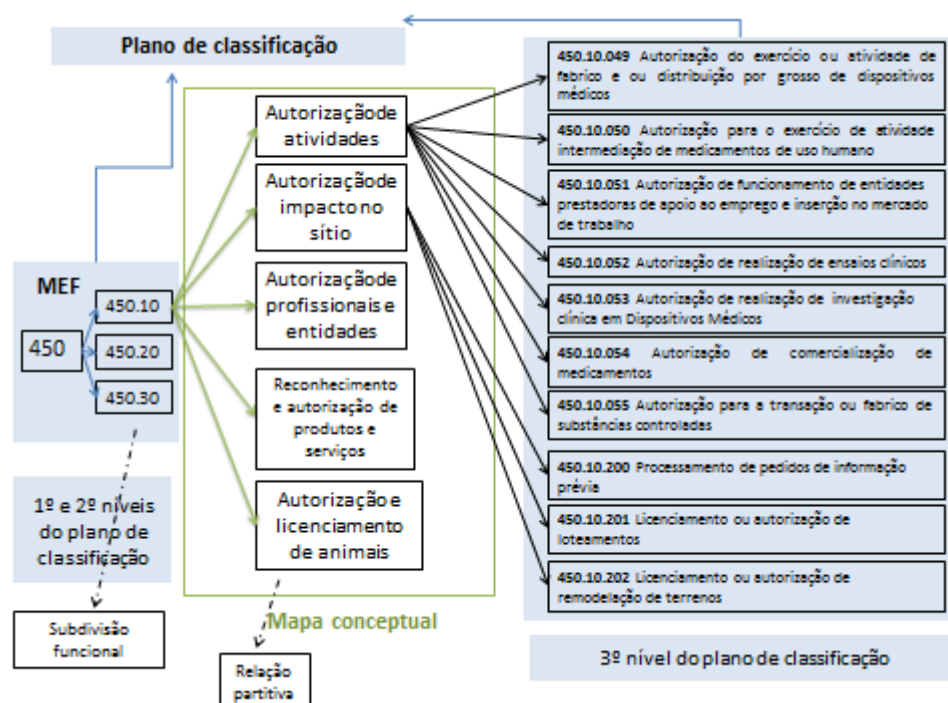 Plano de classificação
MEF
450
450.10
450.20
450.30
1º e 2º níveis
do plano de
classificação
Subdivisão
funcional
Autorizaçãode
atividades
Autorizaçãode
impacto no
sítio
Autorizaçãode
profissionais e
entidades
Reconhecimento
e autorização de
produtos e
serviços
Autorização e
licenciamento
de animais
Mapa conceptual
Relação
partitiva
450.10.049 Autorização do exercício ou atividade de
fabrico e ou distribuição por grosso de dispositivos
médicos
450.10.050 Autorização para o exercício de atividade
intermediação de medicamentos de uso humano
450.10.051 Autorização de funcionamento de entidades
prestadoras de apoio ao emprego e inserção no mercado
de trabalho
450.10.052 Autorização de realização de ensaios clínicos
450.10.053 Autorização de realização de investigação
clínica em Dispositivos Médicos
450.10.054 Autorização de comercialização de
medicamentos
450.10.055 Autorização para a transação ou fabrico de
substâncias controladas
450.10.200 Processamento de pedidos de informação
prévia
450.10.201 Licenciamento ou autorização de
loteamentos
450.10.202 Licenciamento ou autorização de
remodelação de terrenos
3º nível do plano de classificação